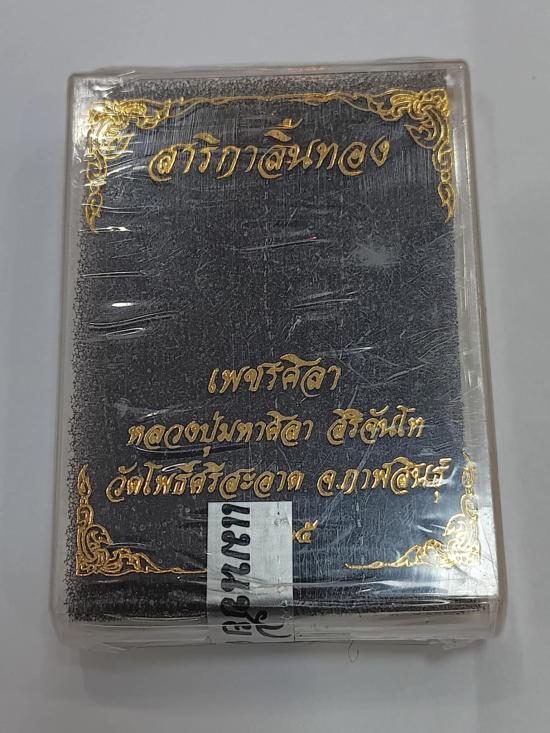 สาริกาลิ้นทอง
เพชรศิลา
หลวงปู่มหาศิลา สิริจันโท
วัดโพธิ์ศรีสะอาด จ.กาฬสินธุ์
๕